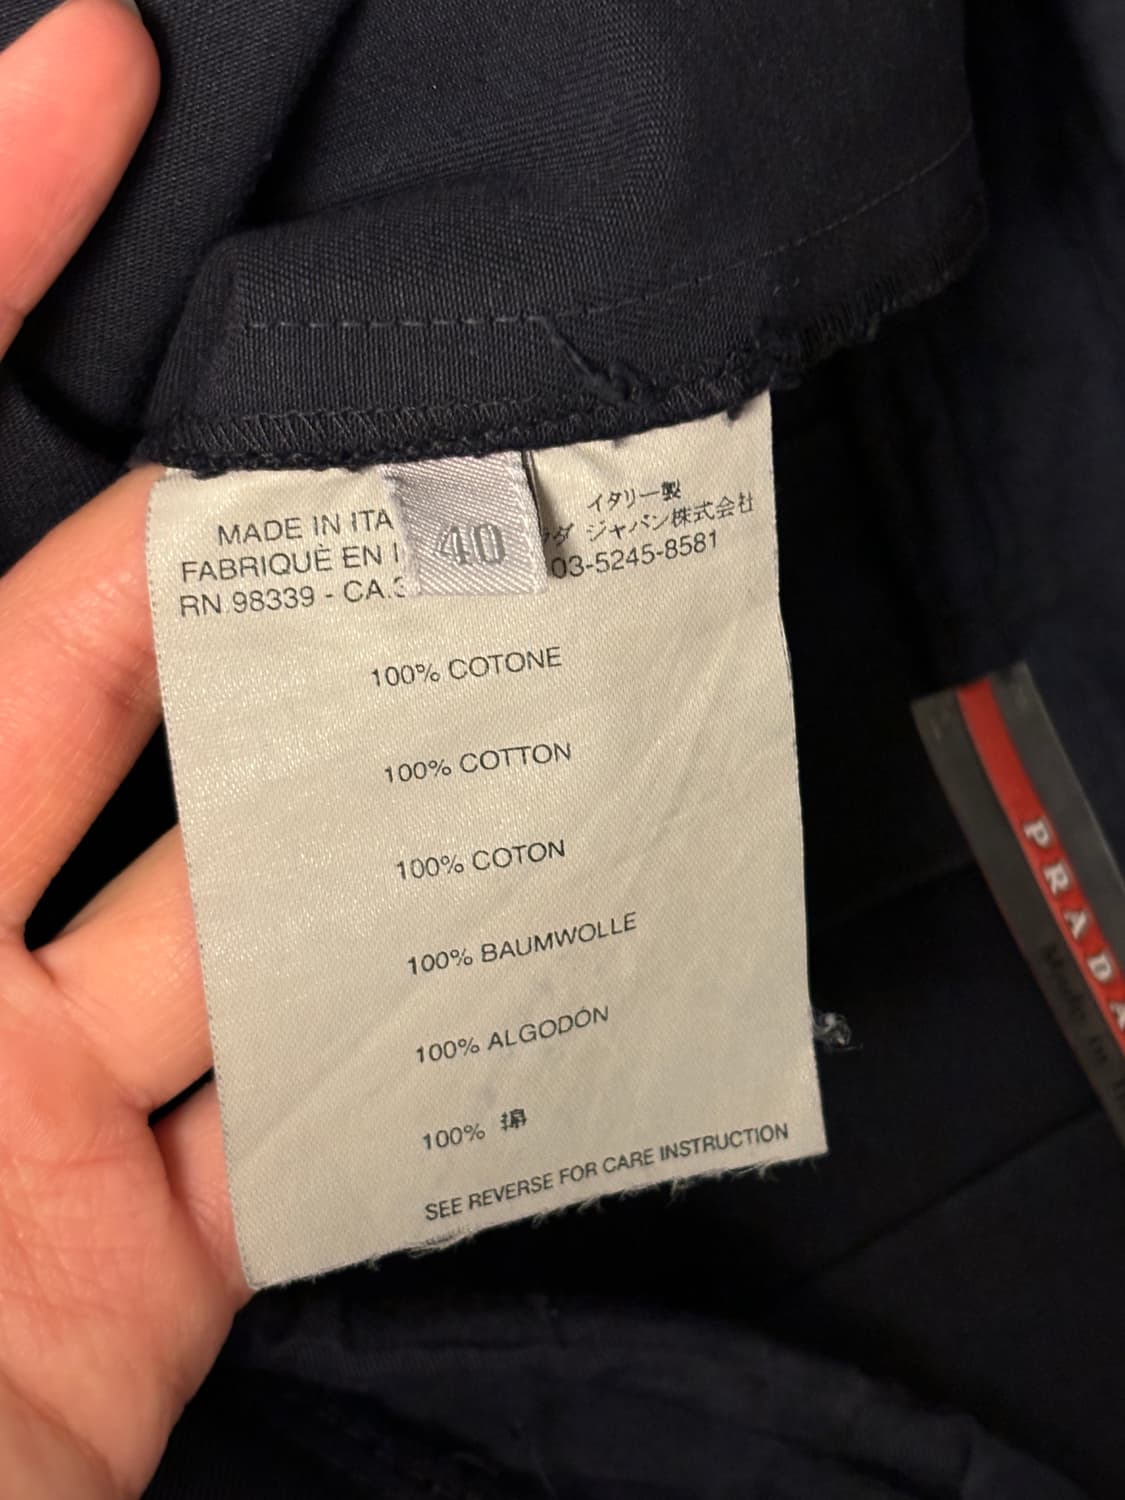 MADE IN ITA
FABRIQUÉ EN I
RN 98339 - CA.3
40
イタリー製
ダ ジャパン株式会社
03-5245-8581
100% COTONE
100% COTTON
100% COTON
100% BAUMWOLLE
100% ALGODÓN
100% 綿
SEE REVERSE FOR CARE INSTRUCTION
PRADA
Made in